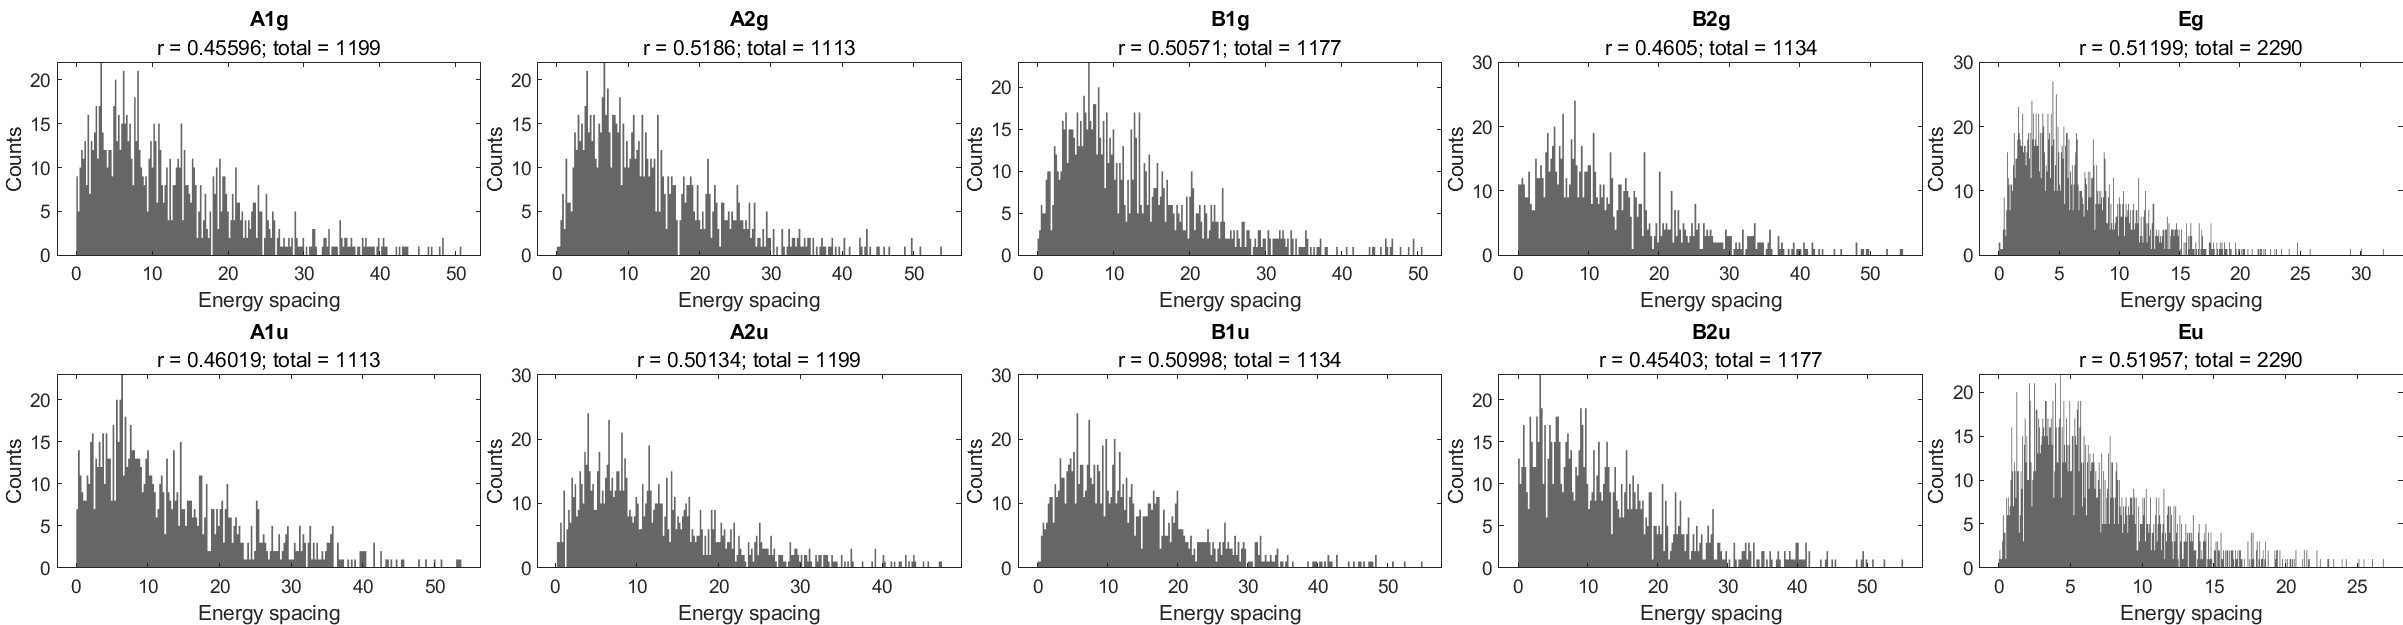 A1g
r = 0.45596; total = 1199
20
15
10
5
0
Counts
0 10 20 30 40 50
Energy spacing
A2g
r = 0.5186; total = 1113
20
15
10
5
0
Counts
0 10 20 30 40 50
Energy spacing
B1g
r = 0.50571; total = 1177
20
15
10
5
0
Counts
0 10 20 30 40 50
Energy spacing
B2g
r = 0.4605; total = 1134
30
20
10
0
Counts
0 10 20 30 40 50
Energy spacing
Eg
r = 0.51199; total = 2290
30
20
10
0
Counts
0 5 10 15 20 25 30
Energy spacing
A1u
r = 0.46019; total = 1113
20
15
10
5
0
Counts
0 10 20 30 40 50
Energy spacing
A2u
r = 0.50134; total = 1199
30
20
10
0
Counts
0 10 20 30 40
Energy spacing
B1u
r = 0.50998; total = 1134
30
20
10
0
Counts
0 10 20 30 40 50
Energy spacing
B2u
r = 0.45403; total = 1177
20
15
10
5
0
Counts
0 10 20 30 40 50
Energy spacing
Eu
r = 0.51957; total = 2290
20
15
10
5
0
Counts
0 5 10 15 20 25
Energy spacing